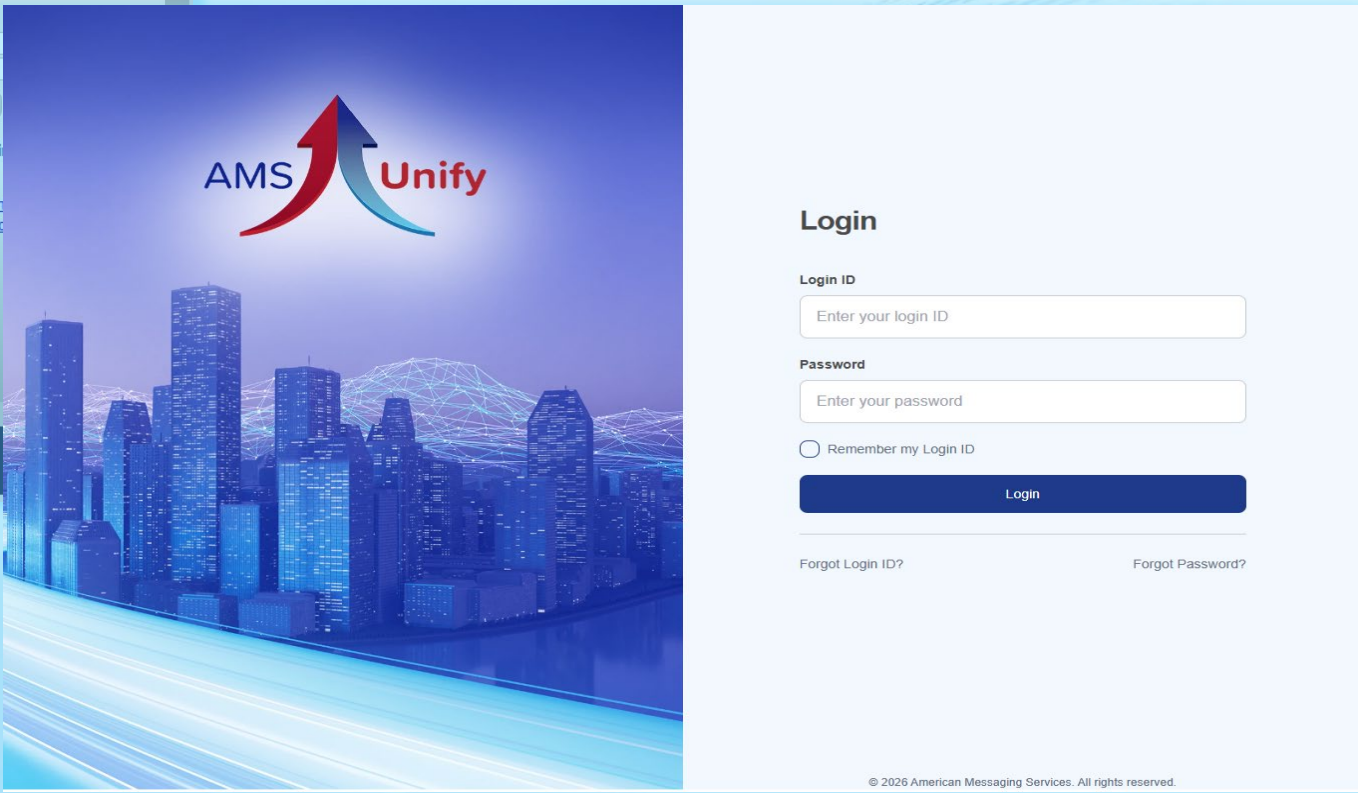 AMS Unify
Login
Login ID
Enter your login ID
Password
Enter your password
Remember my Login ID
Login
Forgot Login ID? Forgot Password?
© 2026 American Messaging Services. All rights reserved.